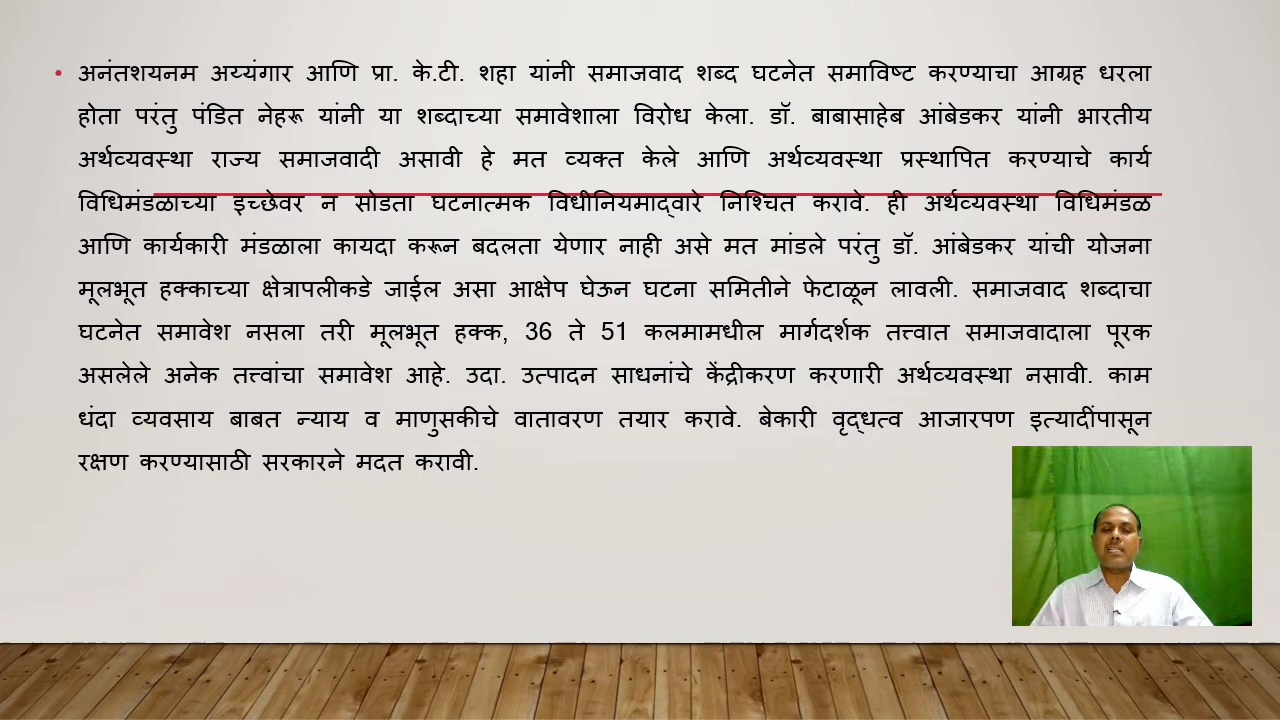 • अनंतशयनम अय्यंगार आणि प्रा. के.टी. शहा यांनी समाजवाद शब्द घटनेत समाविष्ट करण्याचा आग्रह धरला
होता परंतु पंडित नेहरू यांनी या शब्दाच्या समावेशाला विरोध केला. डॉ. बाबासाहेब आंबेडकर यांनी भारतीय
अर्थव्यवस्था राज्य समाजवादी असावी हे मत व्यक्त केले आणि अर्थव्यवस्था प्रस्थापित करण्याचे कार्य
विधिमंडळाच्या इच्छेवर न सोडता घटनात्मक विधीनियमाद्वारे निश्चित करावे. ही अर्थव्यवस्था विधिमंडळ
आणि कार्यकारी मंडळाला कायदा करून बदलता येणार नाही असे मत मांडले परंतु डॉ. आंबेडकर यांची योजना
मूलभूत हक्काच्या क्षेत्रापलीकडे जाईल असा आक्षेप घेऊन घटना समितीने फेटाळून लावली. समाजवाद शब्दाचा
घटनेत समावेश नसला तरी मूलभूत हक्क, 36 ते 51 कलमामधील मार्गदर्शक तत्त्वात समाजवादाला पूरक
असलेले अनेक तत्त्वांचा समावेश आहे. उदा. उत्पादन साधनांचे केंद्रीकरण करणारी अर्थव्यवस्था नसावी. काम
धंदा व्यवसाय बाबत न्याय व माणुसकीचे वातावरण तयार करावे. बेकारी वृद्धत्व आजारपण इत्यादींपासून
रक्षण करण्यासाठी सरकारने मदत करावी.